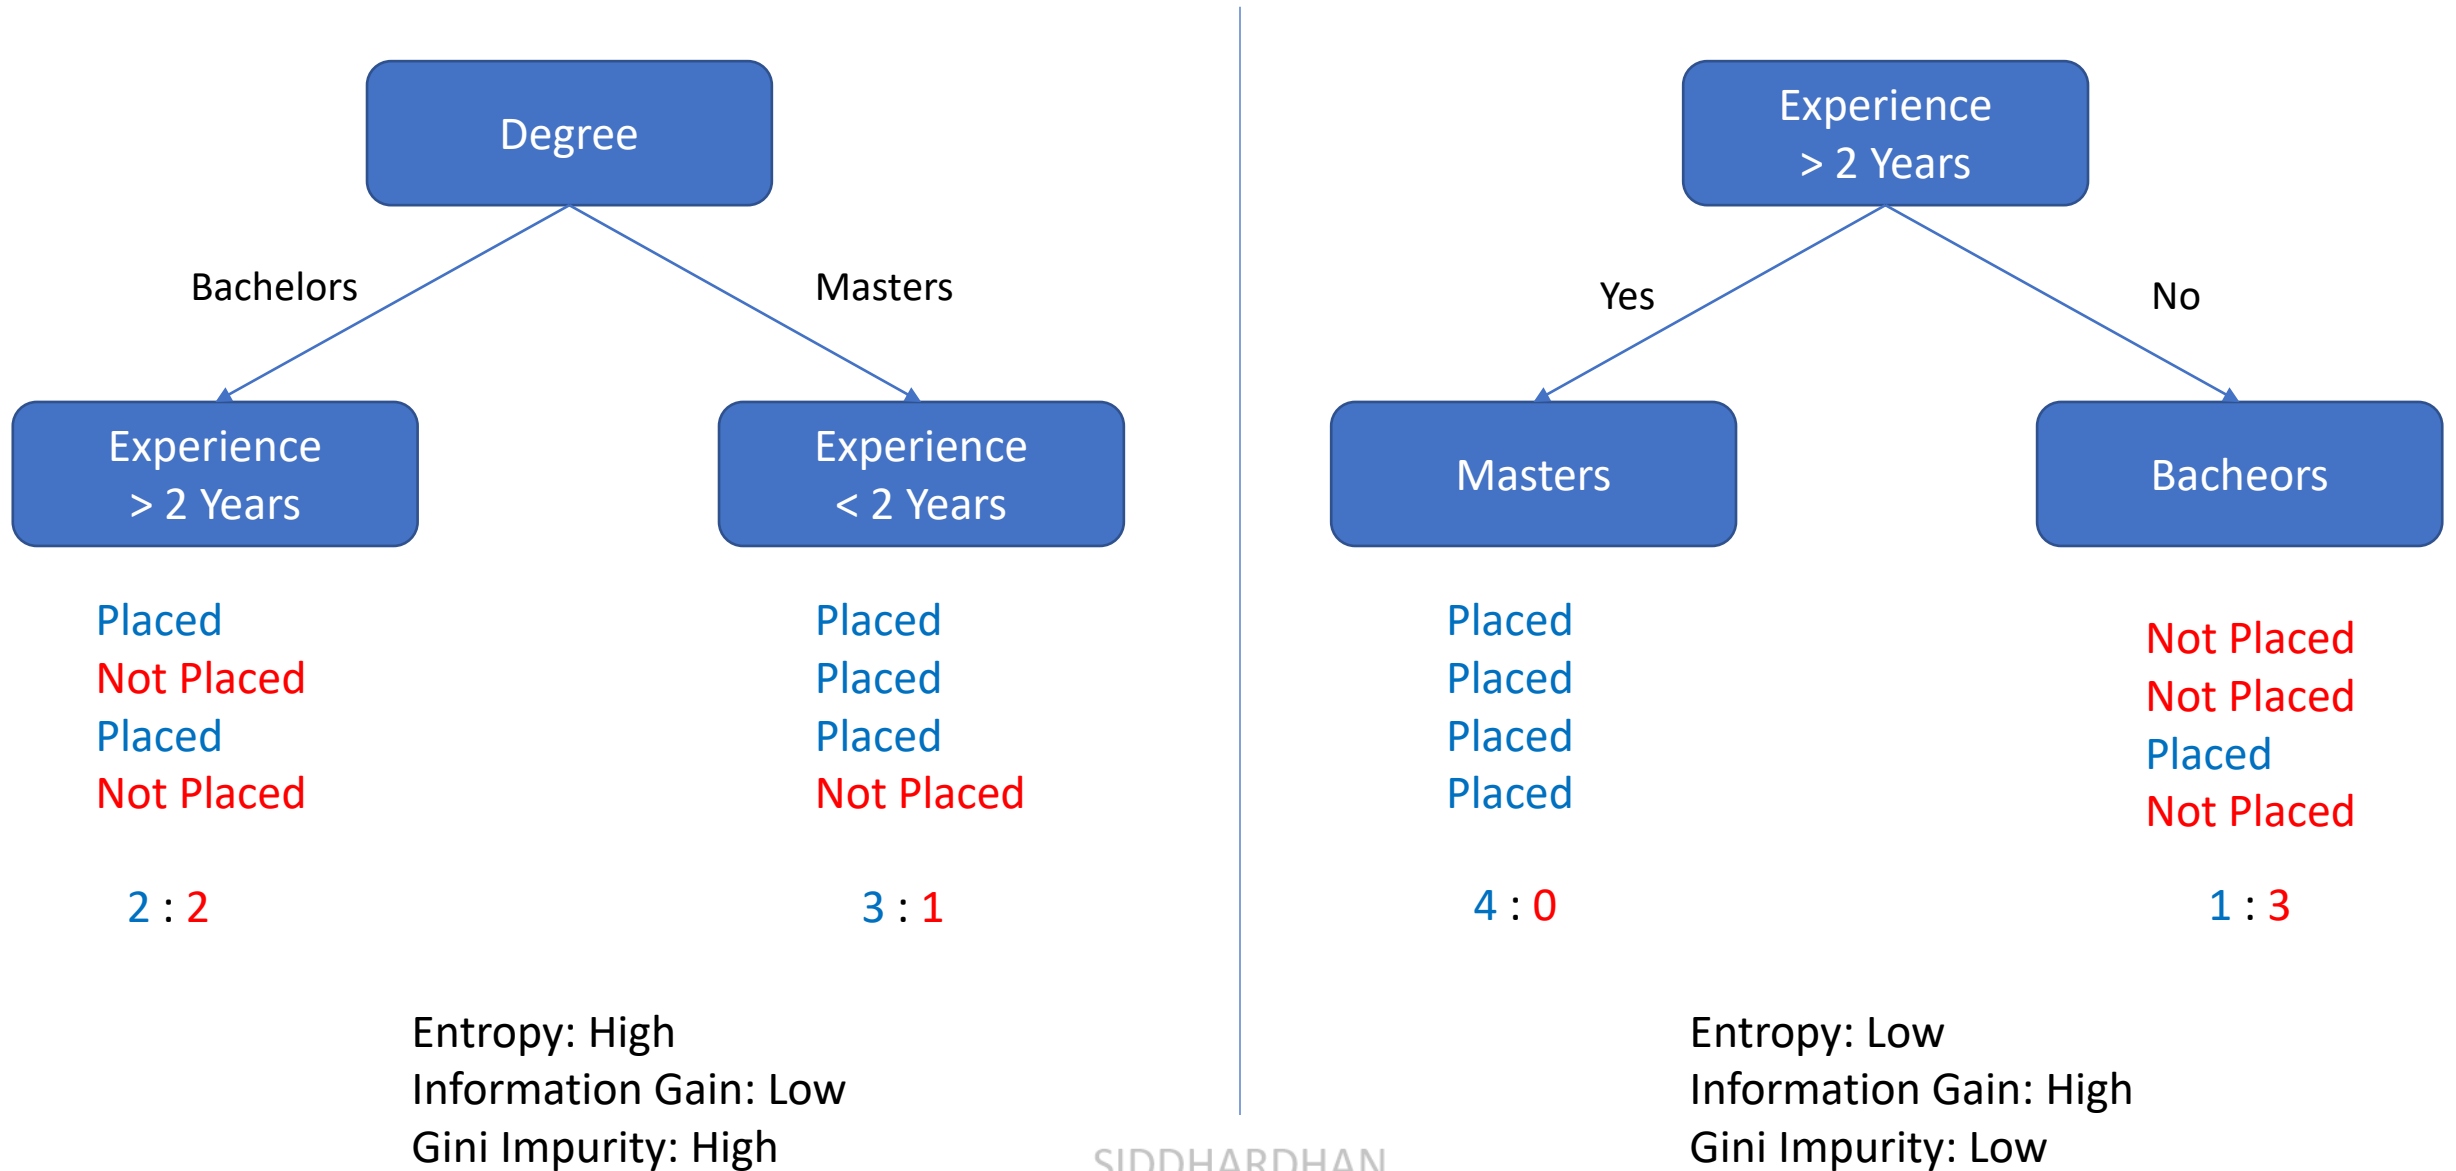 Degree
Bachelors
Masters
Experience
> 2 Years
Experience
< 2 Years
Placed
Not Placed
Placed
Not Placed
2 : 2
Placed
Placed
Placed
Not Placed
3 : 1
Entropy: High
Information Gain: Low
Gini Impurity: High
Experience
> 2 Years
Yes
No
Masters
Bacheors
Placed
Placed
Placed
Placed
4 : 0
Not Placed
Not Placed
Placed
Not Placed
1 : 3
Entropy: Low
Information Gain: High
Gini Impurity: Low
SIDDHARDHAN